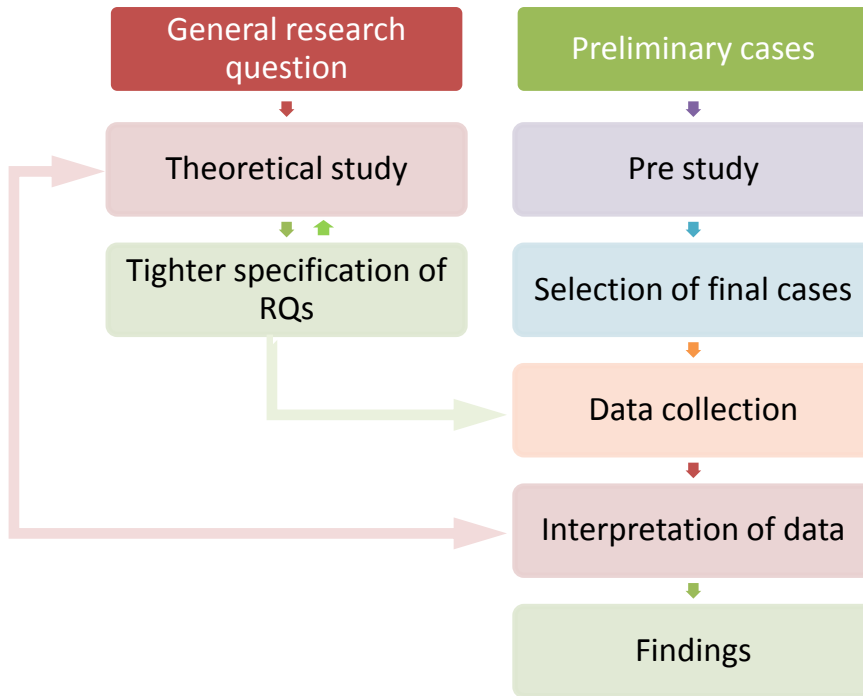 General research
question
Theoretical study
Tighter specification of
RQs
Preliminary cases
Pre study
Selection of final cases
Data collection
Interpretation of data
Findings